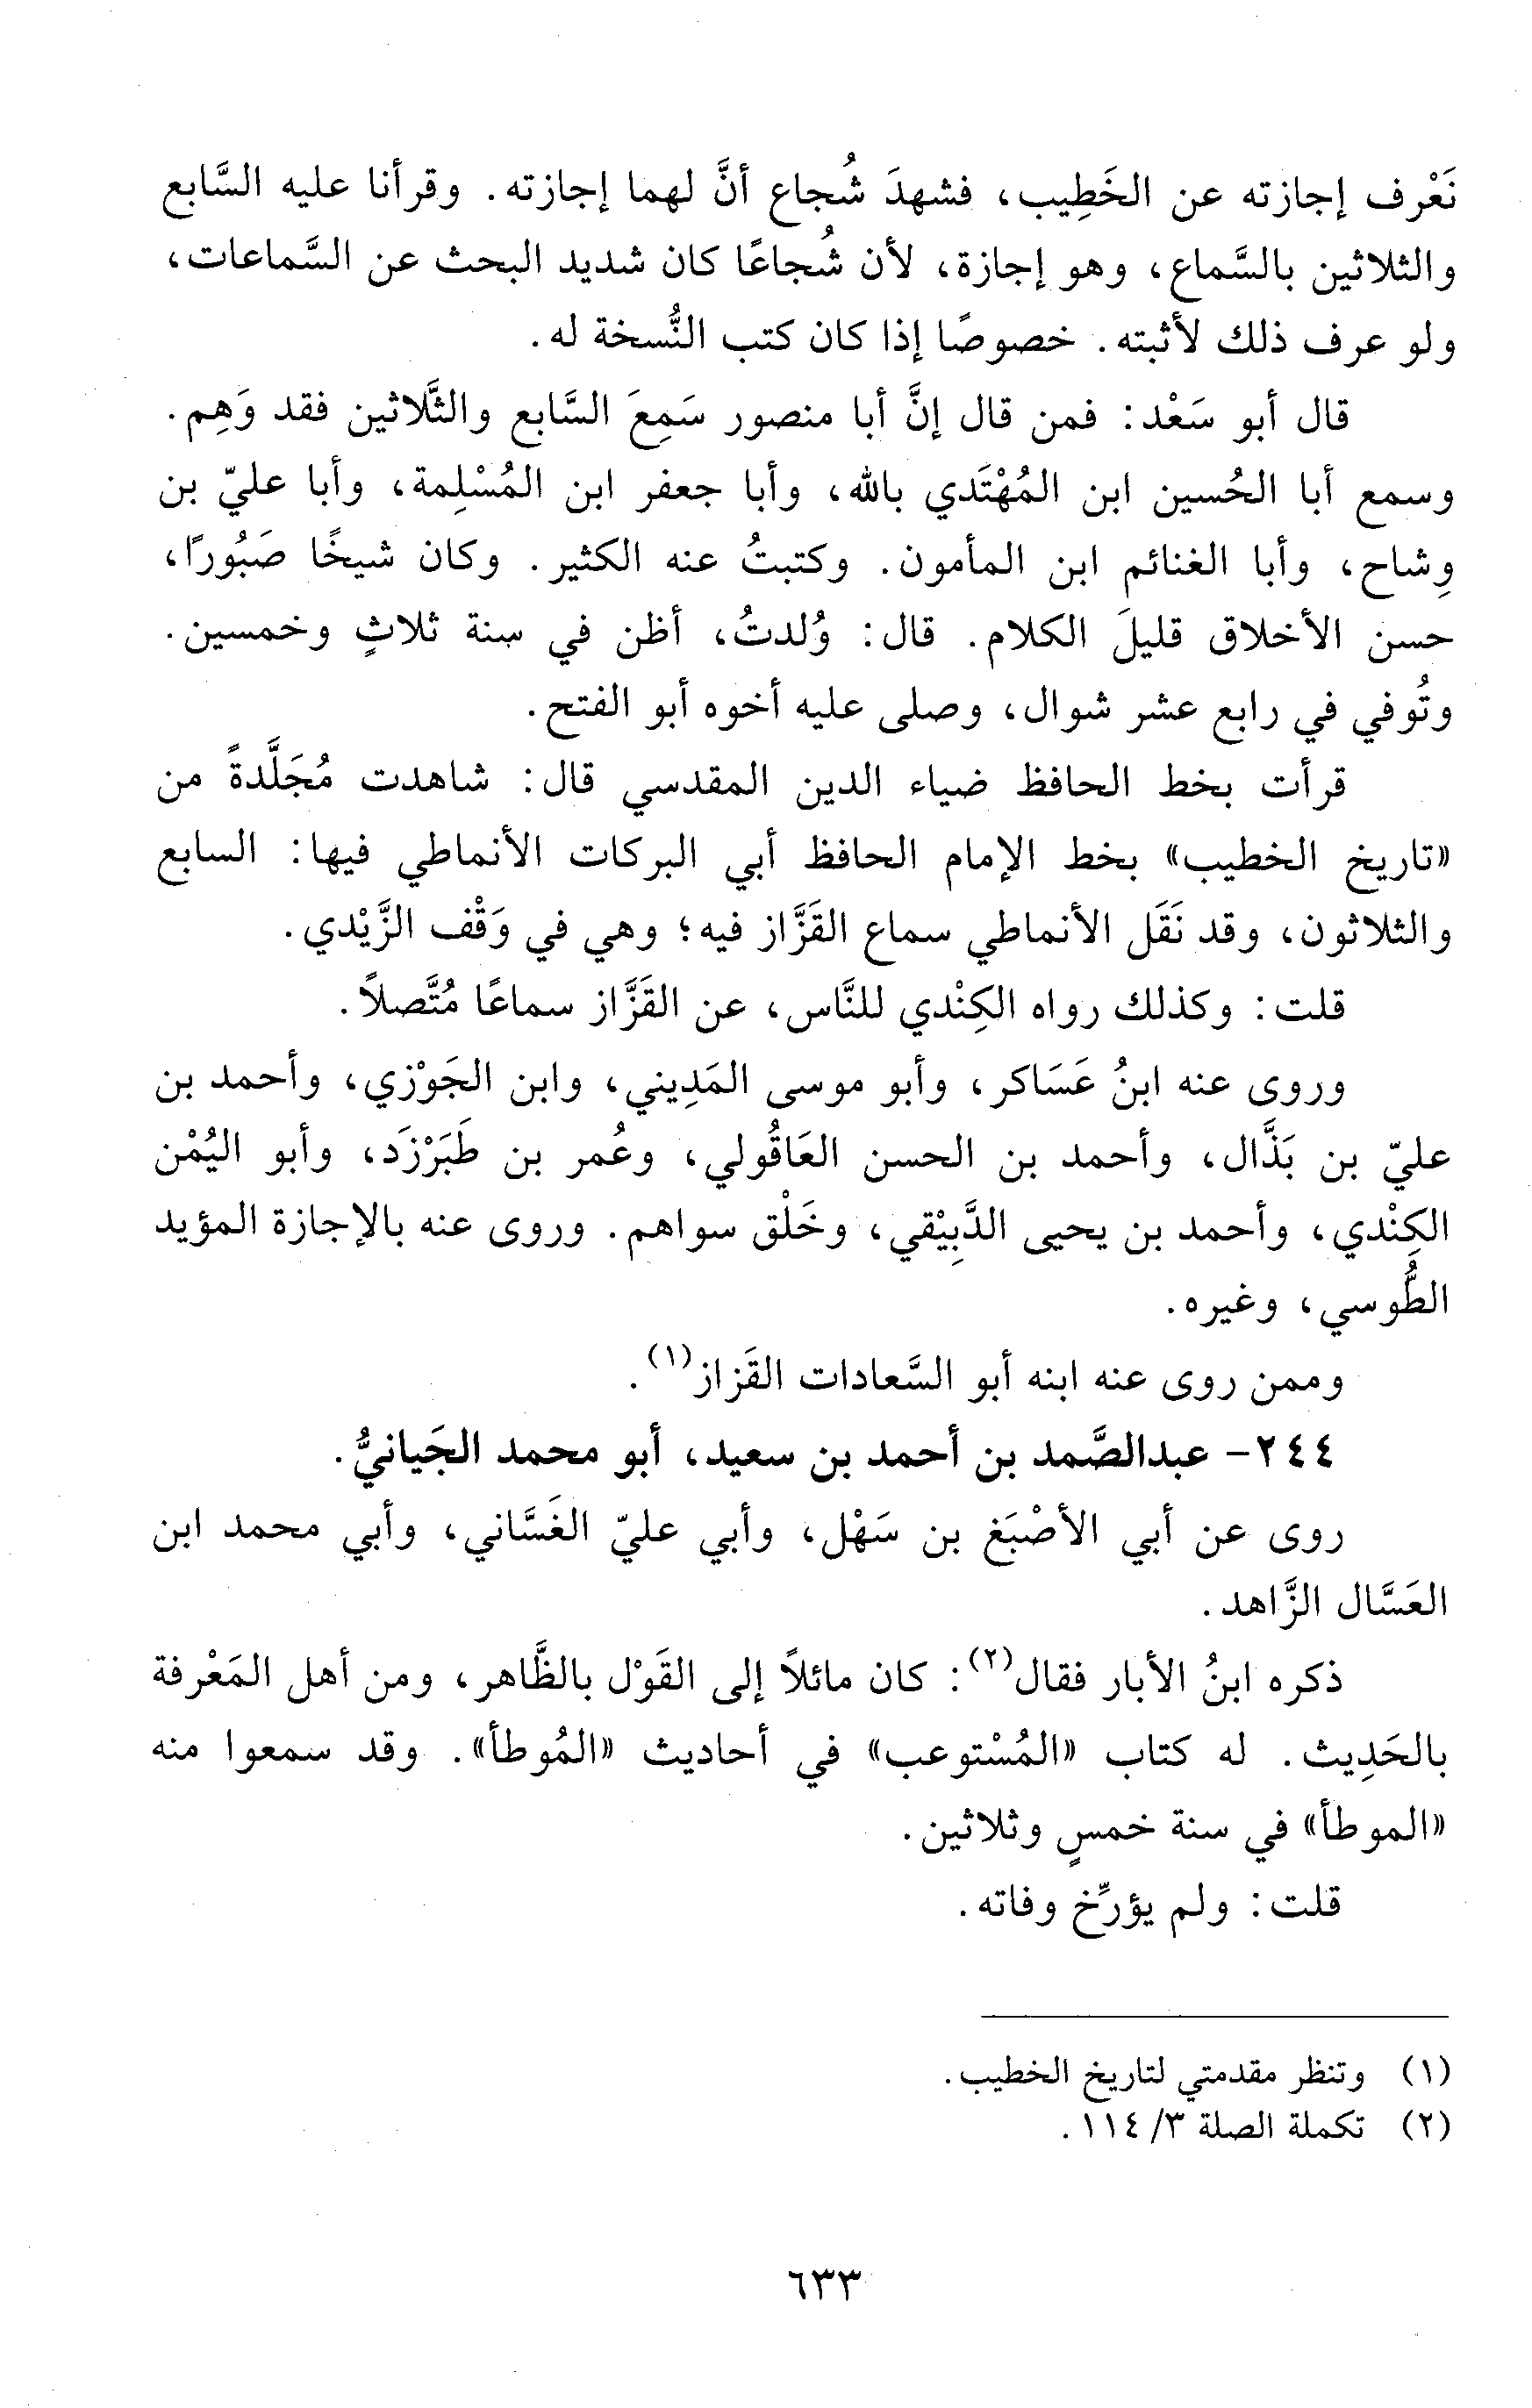 نَعْرف إجازته عن الخَطِيب، فشهدَ شُجاع أنَّ لهما إجازته. وقرأنا عليه السَّابع
والثلاثين بالسَّماع، وهو إجازة، لأن شُجاعًا كان شديد البحث عن السَّماعات،
ولو عرف ذلك لأثبته. خصوصًا إذا كان كتب النُّسخة له.
قال أبو سَعْد: فمن قال إنَّ أبا منصور سَمِعَ السَّابع والثَّلاثين فقد وَهِم.
وسمع أبا الحُسين ابن المُهْتَدي بالله، وأبا جعفر ابن المُسْلِمة، وأبا عليّ بن
وِشاح، وأبا الغنائم ابن المأمون. وكتبتُ عنه الكثير. وكان شيخًا صَبُورًا،
حسن الأخلاق قليلَ الكلام. قال: وُلدتُ، أظن في سنة ثلاثٍ وخمسين.
وتُوفي في رابع عشر شوال، وصلى عليه أخوه أبو الفتح.
قرأت بخط الحافظ ضياء الدين المقدسي قال: شاهدت مُجَلَّدةً من
«تاريخ الخطيب» بخط الإمام الحافظ أبي البركات الأنماطي فيها: السابع
والثلاثون، وقد نَقَل الأنماطي سماع القَزَّاز فيه؛ وهي في وَقْف الزَّيْدي.
قلت: وكذلك رواه الكِنْدي للنَّاس، عن القَزَّاز سماعًا مُتَّصلاً.
وروى عنه ابنُ عَسَاكر، وأبو موسى المَدِيني، وابن الجَوْزي، وأحمد بن
عليّ بن بَذَّال، وأحمد بن الحسن العَاقُولي، وعُمر بن طَبَرْزَد، وأبو اليُمْن
الكِنْدي، وأحمد بن يحيى الدَّبِيْقي، وخَلْق سواهم. وروى عنه بالإجازة المؤيد
الطُّوسي، وغيره.
وممن روى عنه ابنه أبو السَّعادات القَزاز(١).
٢٤٤- عبدالصَّمد بن أحمد بن سعيد، أبو محمد الجَيانيُّ.
روى عن أبي الأصْبَغ بن سَهْل، وأبي عليّ الغَسَّاني، وأبي محمد ابن
العَسَّال الزَّاهد.
ذكره ابنُ الأبار فقال(٢): كان مائلاً إلى القَوْل بالظَّاهر، ومن أهل المَعْرفة
بالحَدِيث. له كتاب «المُسْتوعب» في أحاديث «المُوطأ». وقد سمعوا منه
«الموطأ» في سنة خمسٍ وثلاثين.
قلت: ولم يؤرِّخ وفاته.
(١) وتنظر مقدمتي لتاريخ الخطيب.
(٢) تكملة الصلة ٣/ ١١٤.
٦٣٣